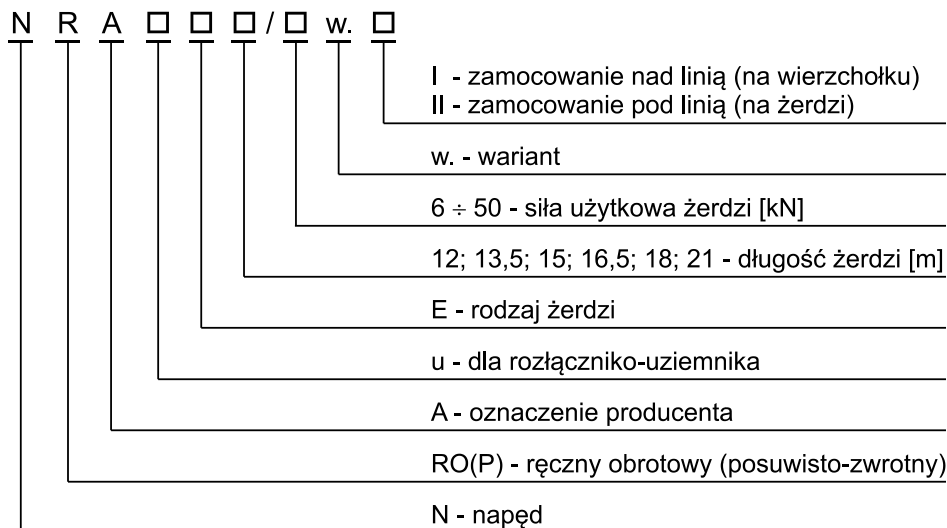 N R A □ □ □ / □ w. □
I - zamocowanie nad linią (na wierzchołku)
II - zamocowanie pod linią (na żerdzi)
w. - wariant
6 ÷ 50 - siła użytkowa żerdzi [kN]
12; 13,5; 15; 16,5; 18; 21 - długość żerdzi [m]
E - rodzaj żerdzi
u - dla rozłączniko-uziemnika
A - oznaczenie producenta
RO(P) - ręczny obrotowy (posuwisto-zwrotny)
N - napęd